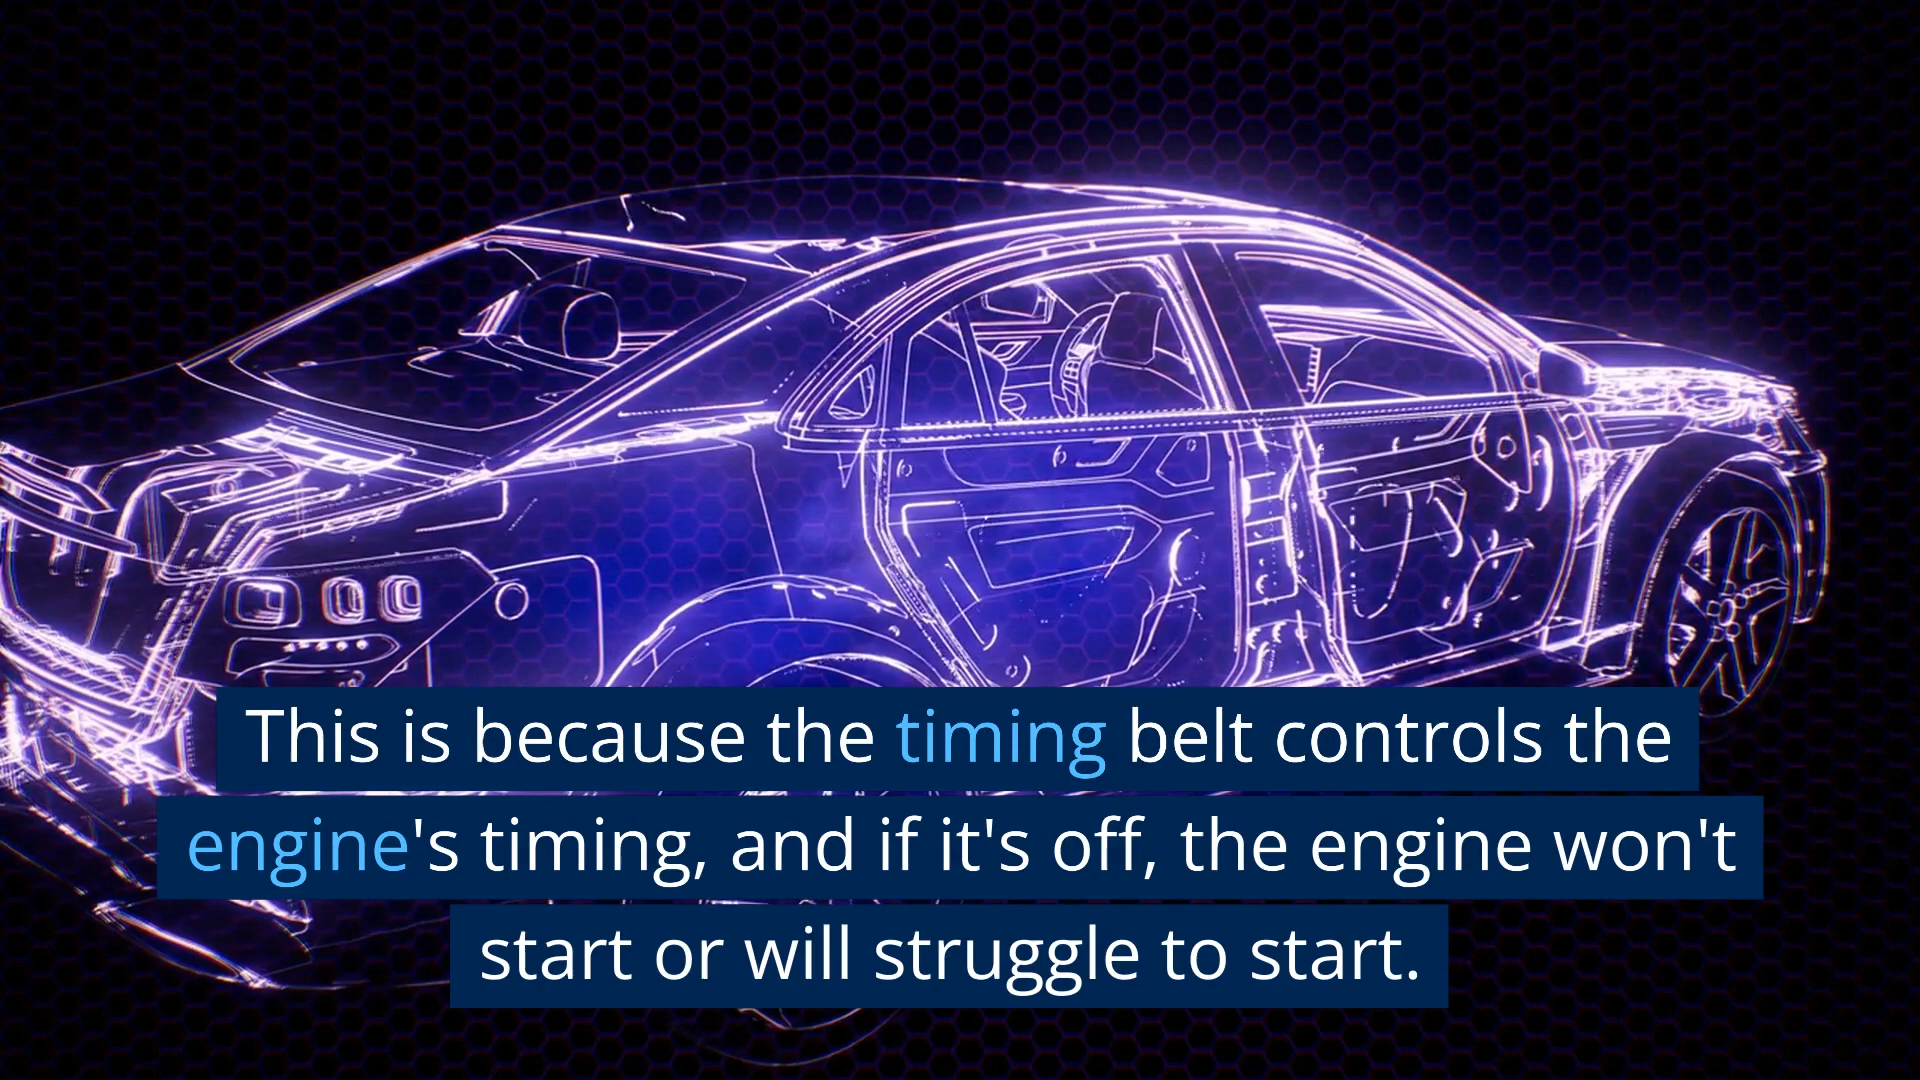 This is because the timing belt controls the
engine's timing, and if it's off, the engine won't
start or will struggle to start.